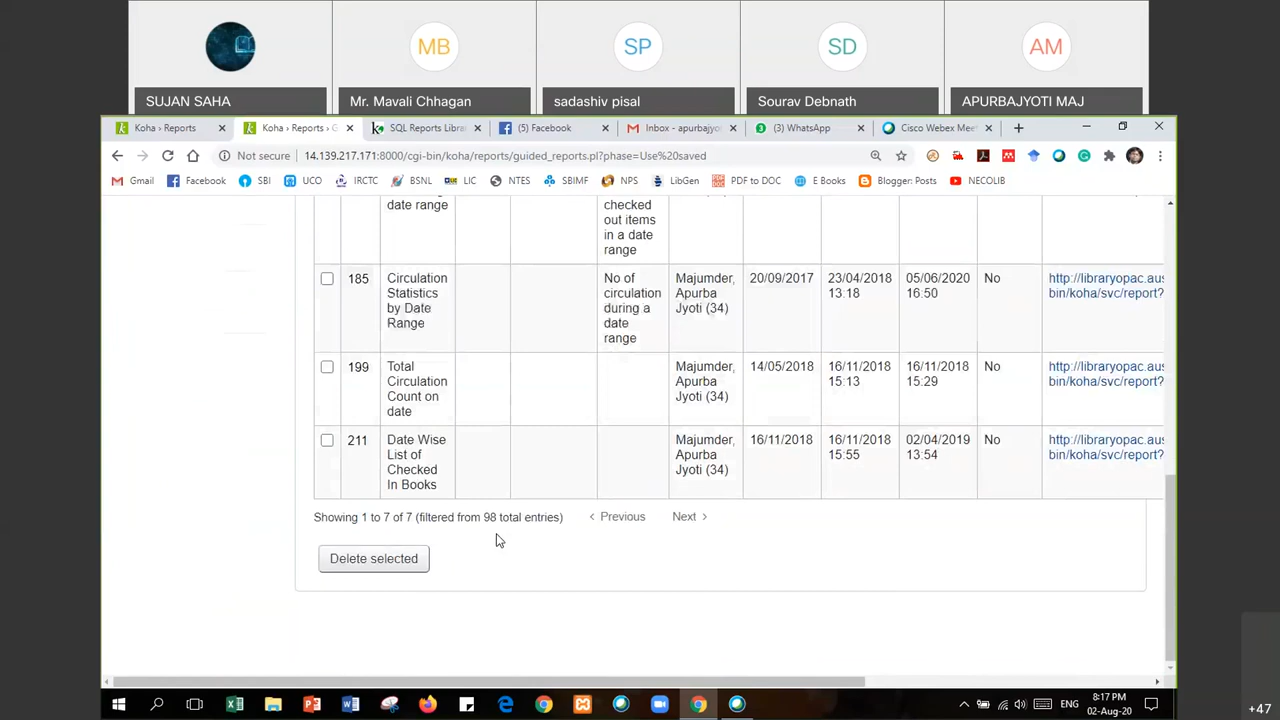 MB
SP
SD
AM
SUJAN SAHA
Mr. Mavali Chhagan
sadashiv pisal
Sourav Debnath
APURBAJYOTI MAJ
Koha › Reports
Koha › Reports › G
SQL Reports Libra
(5) Facebook
Inbox - apurbajyo
(3) WhatsApp
Cisco Webex Mee
Not secure
14.139.217.171:8000/cgi-bin/koha/reports/guided_reports.pl?phase=Use%20saved
Gmail
Facebook
SBI
UCO
IRCTC
BSNL
LIC
NTES
SBIMF
NPS
LibGen
PDF to DOC
E Books
Blogger: Posts
NECOLIB
date range
checked
out items
in a date
range
185
Circulation
Statistics
by Date
Range
No of
circulation
during a
date
range
Majumder,
Apurba
Jyoti (34)
20/09/2017
23/04/2018
13:18
05/06/2020
16:50
No
http://libraryopac.aus
bin/koha/svc/report?
199
Total
Circulation
Count on
date
Majumder,
Apurba
Jyoti (34)
14/05/2018
16/11/2018
15:13
16/11/2018
15:29
No
http://libraryopac.aus
bin/koha/svc/report?
211
Date Wise
List of
Checked
In Books
Majumder,
Apurba
Jyoti (34)
16/11/2018
16/11/2018
15:55
02/04/2019
13:54
No
http://libraryopac.aus
bin/koha/svc/report?
Showing 1 to 7 of 7 (filtered from 98 total entries)
Previous
Next
Delete selected
ENG
8:17 PM
02-Aug-20
+47